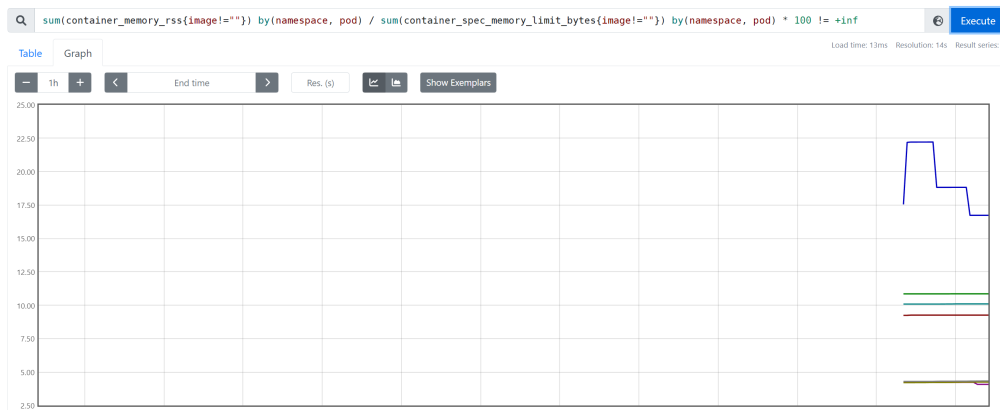 sum(container_memory_rss{image!=""}) by(namespace, pod) / sum(container_spec_memory_limit_bytes{image!=""}) by(namespace, pod) * 100 != +inf
Execute
Load time: 13ms Resolution: 14s Result series:
Table Graph
1h End time Res. (s) Show Exemplars
25.00
22.50
20.00
17.50
15.00
12.50
10.00
7.50
5.00
2.50